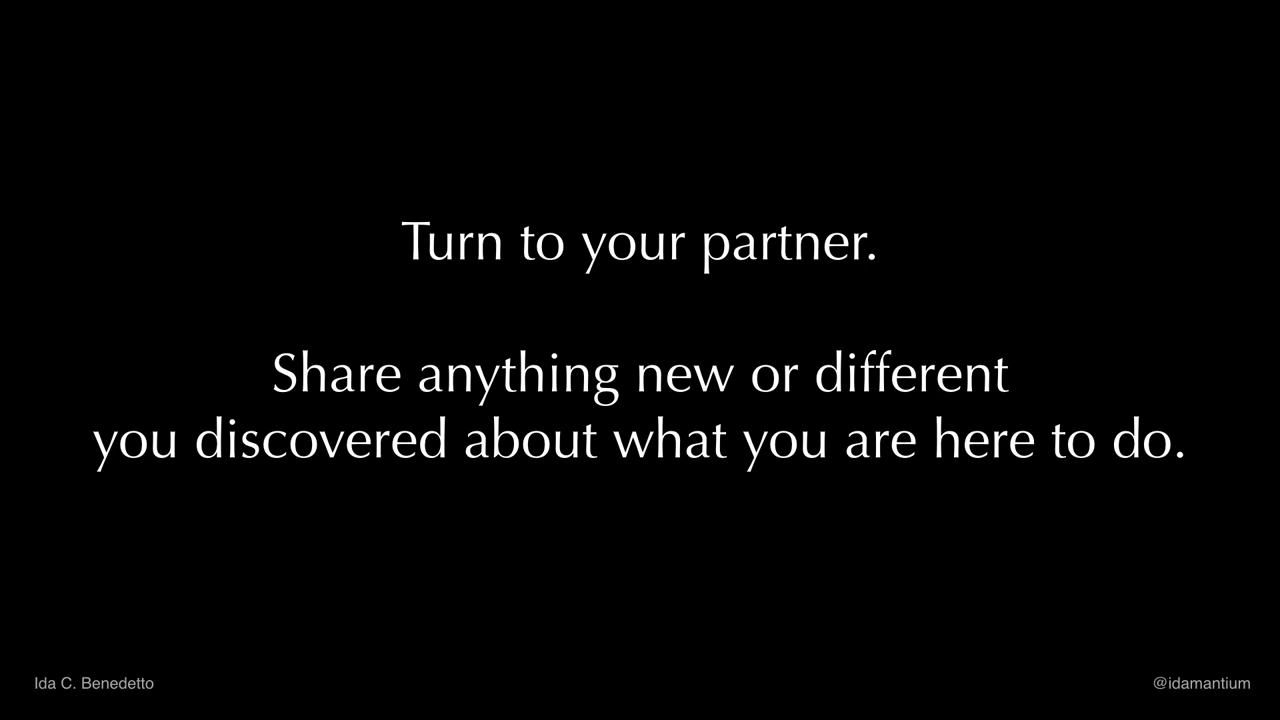 Turn to your partner.
Share anything new or different
you discovered about what you are here to do.
Ida C. Benedetto
@idamantium